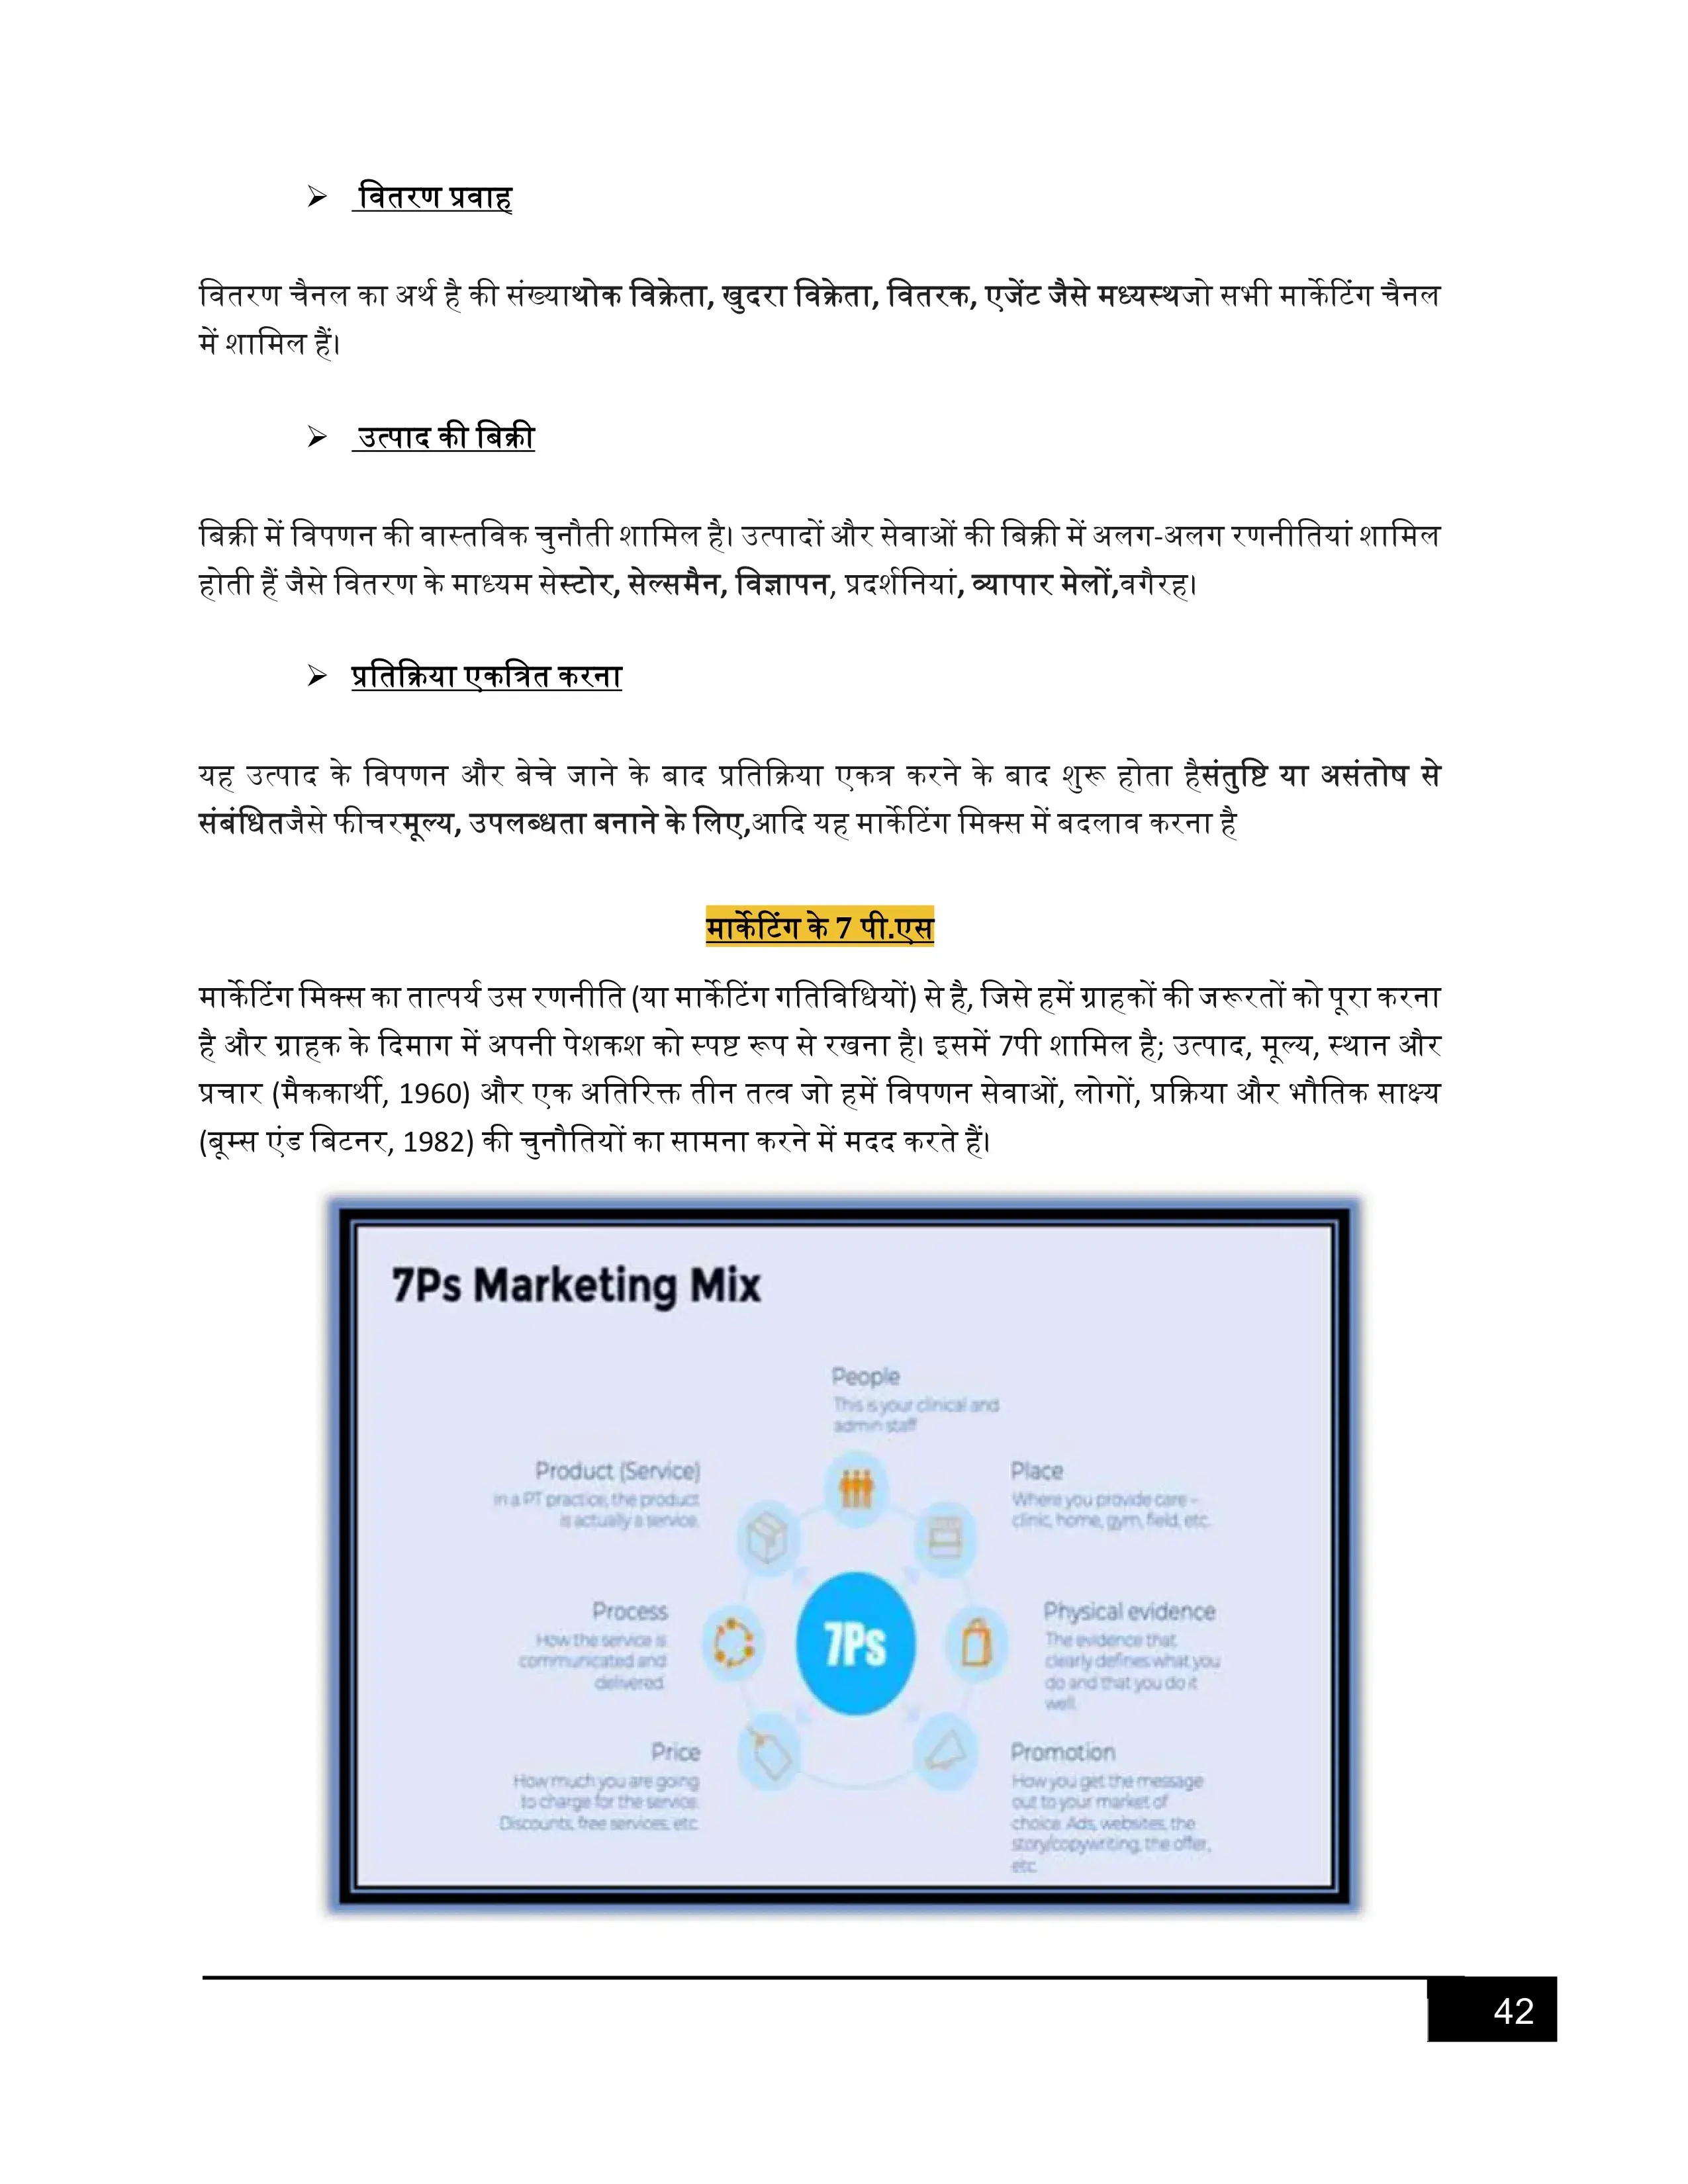 वितरण प्रवाह
वितरण चैनल का अर्थ है की संख्याथोक विक्रेता, खुदरा विक्रेता, वितरक, एजेंट जैसे मध्यस्थजो सभी मार्केटिंग चैनल
में शामिल हैं।
उत्पाद की बिक्री
बिक्री में विपणन की वास्तविक चुनौती शामिल है। उत्पादों और सेवाओं की बिक्री में अलग-अलग रणनीतियां शामिल
होती हैं जैसे वितरण के माध्यम सेस्टोर, सेल्समैन, विज्ञापन, प्रदर्शनियां, व्यापार मेलों,वगैरह।
प्रतिक्रिया एकत्रित करना
यह उत्पाद के विपणन और बेचे जाने के बाद प्रतिक्रिया एकत्र करने के बाद शुरू होता हैसंतुष्टि या असंतोष से
संबंधितजैसे फीचरमूल्य, उपलब्धता बनाने के लिए,आदि यह मार्केटिंग मिक्स में बदलाव करना है
मार्केटिंग के 7 पी.एस
मार्केटिंग मिक्स का तात्पर्य उस रणनीति (या मार्केटिंग गतिविधियों) से है, जिसे हमें ग्राहकों की जरूरतों को पूरा करना
है और ग्राहक के दिमाग में अपनी पेशकश को स्पष्ट रूप से रखना है। इसमें 7पी शामिल है; उत्पाद, मूल्य, स्थान और
प्रचार (मैककार्थी, 1960) और एक अतिरिक्त तीन तत्व जो हमें विपणन सेवाओं, लोगों, प्रक्रिया और भौतिक साक्ष्य
(बूम्स एंड बिटनर, 1982) की चुनौतियों का सामना करने में मदद करते हैं।
7Ps Marketing Mix
People
This is your clinical and
admin staff
Product (Service)
In a PT practice, the product
is actually a service.
Place
Where you provide care -
clinic, home, gym, field, etc.
Process
How the service is
communicated and
delivered.
7Ps
Physical evidence
The evidence that
clearly defines what you
do and that you do it
well.
Price
How much you are going
to charge for the service.
Discounts, free services, etc.
Promotion
How you get the message
out to your market of
choice. Ads, websites, the
story/copywriting, the offer,
etc.
42